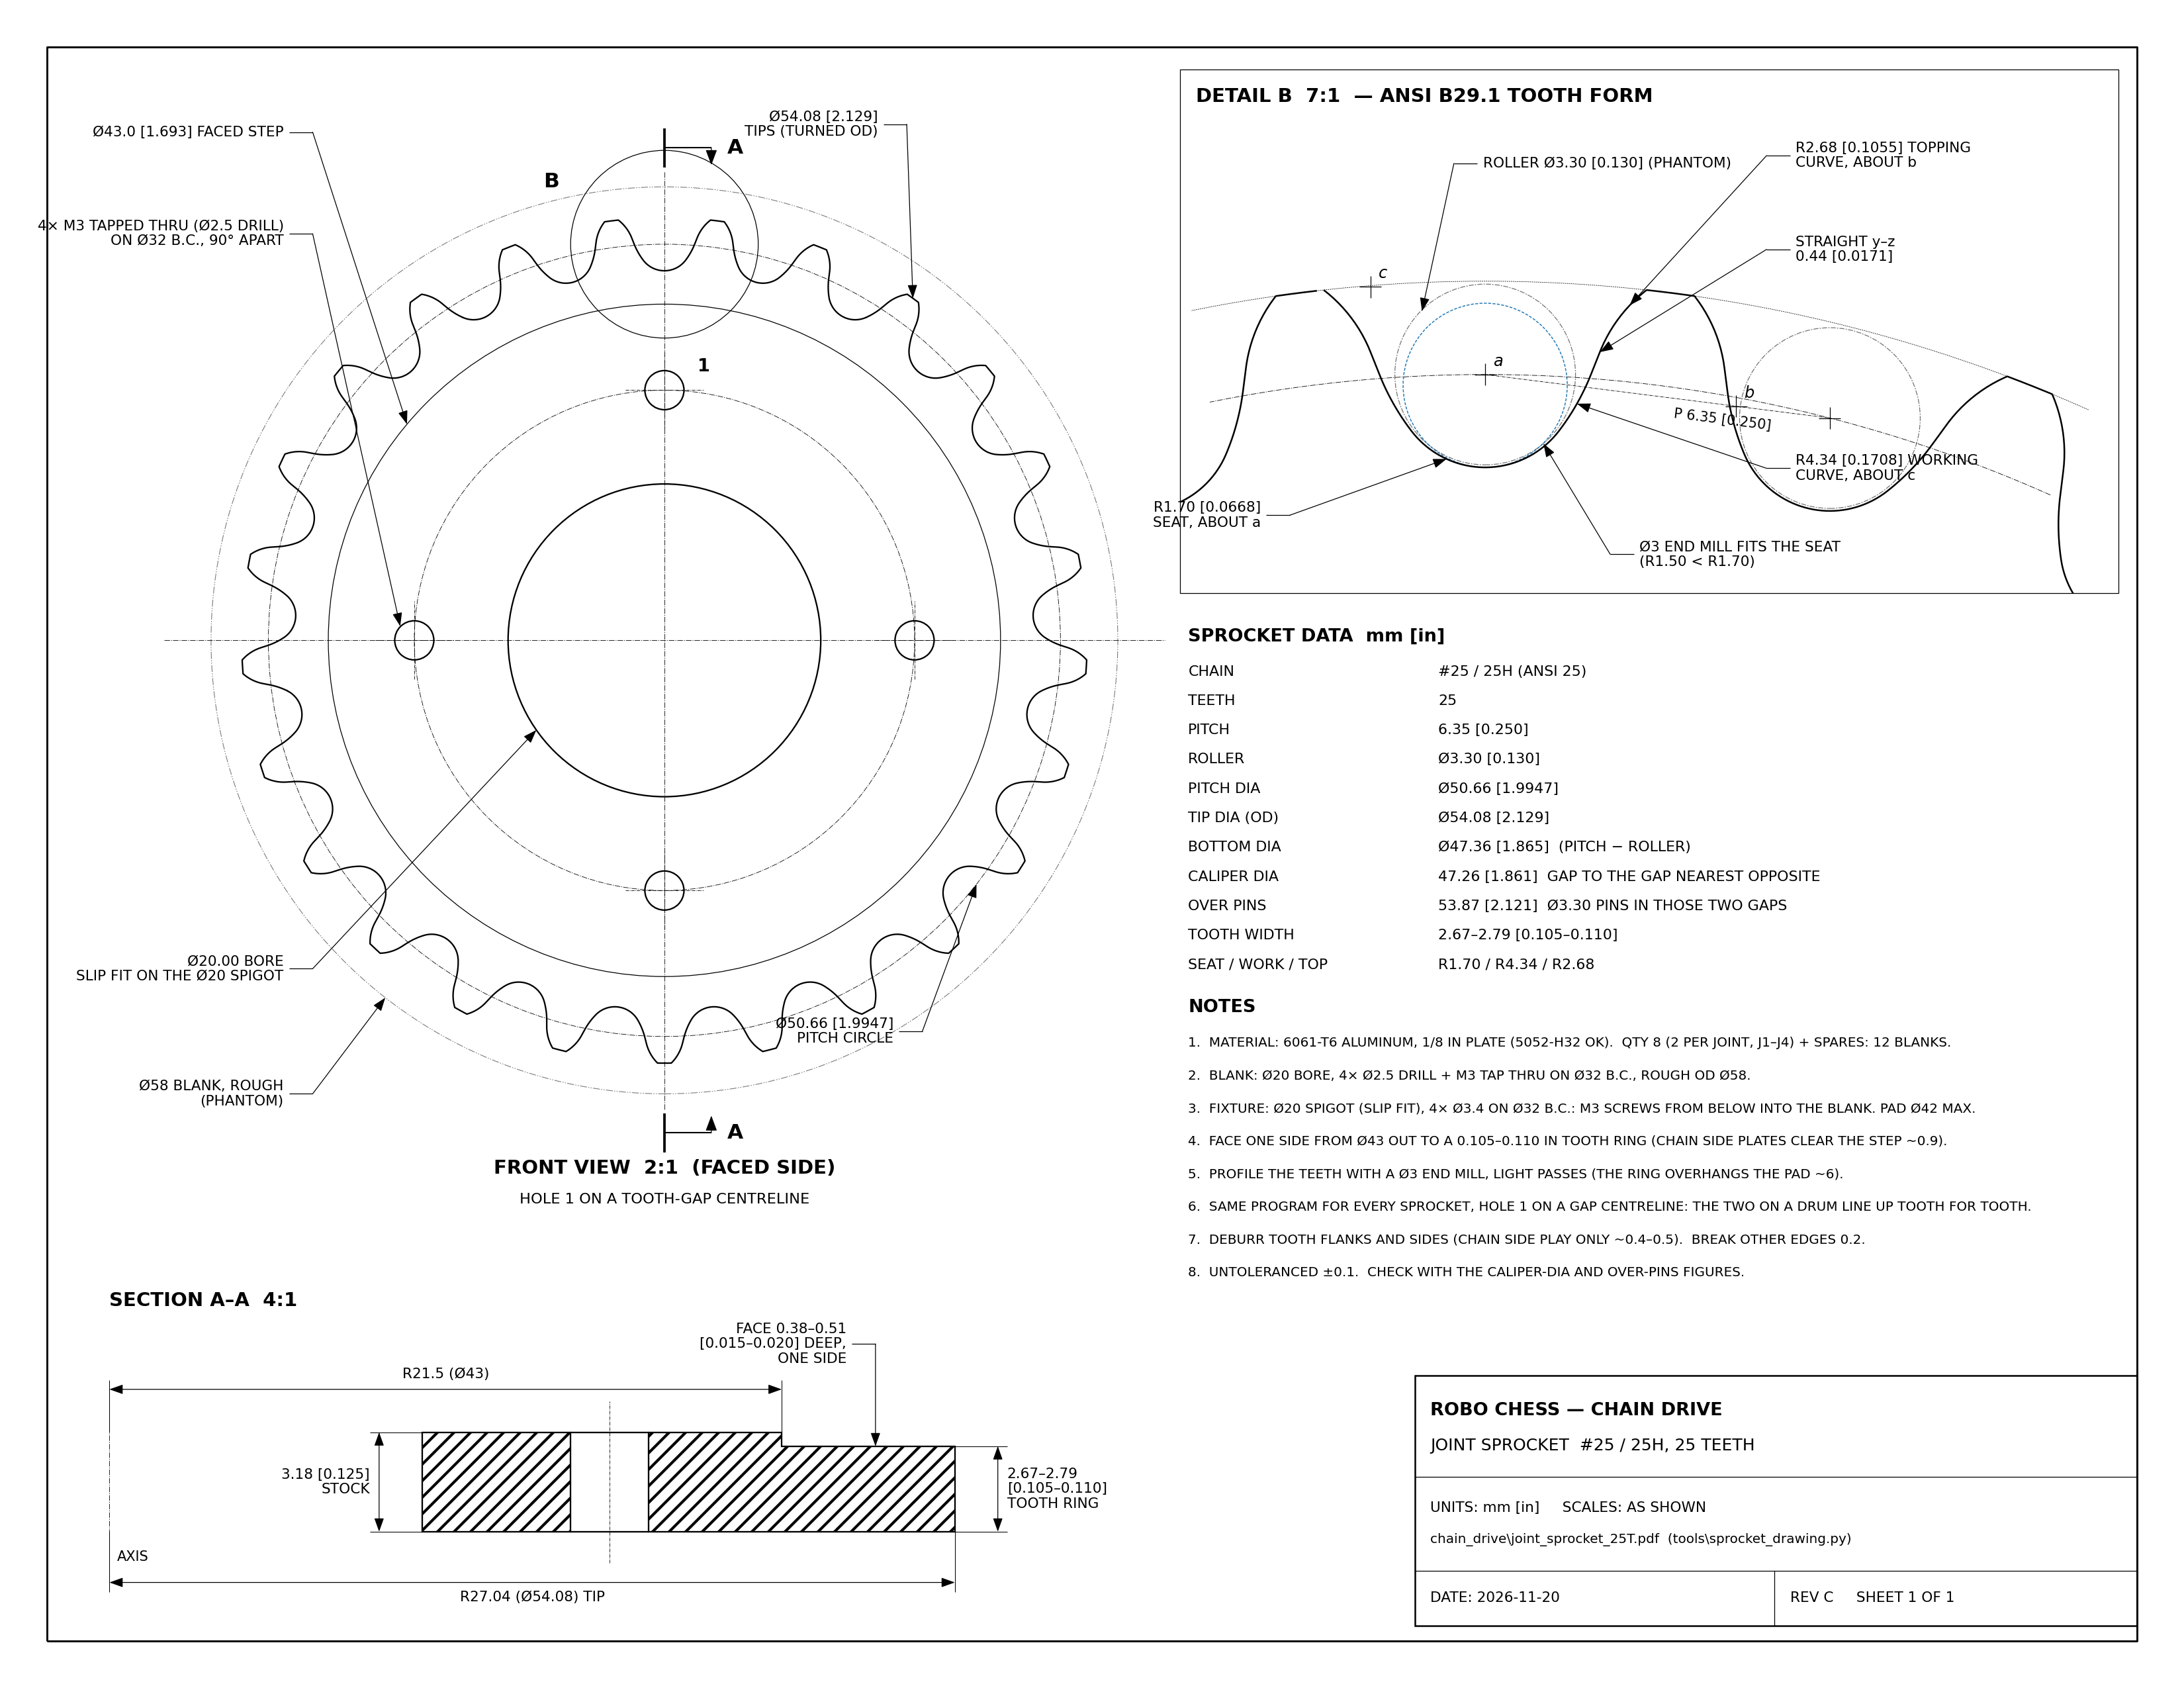 Ø43.0 [1.693] FACED STEP
Ø54.08 [2.129]
TIPS (TURNED OD)
A
B
4× M3 TAPPED THRU (Ø2.5 DRILL)
ON Ø32 B.C., 90° APART
1
Ø20.00 BORE
SLIP FIT ON THE Ø20 SPIGOT
Ø50.66 [1.9947]
PITCH CIRCLE
Ø58 BLANK, ROUGH
(PHANTOM)
A
FRONT VIEW  2:1  (FACED SIDE)
HOLE 1 ON A TOOTH-GAP CENTRELINE
DETAIL B  7:1  — ANSI B29.1 TOOTH FORM
ROLLER Ø3.30 [0.130] (PHANTOM)
R2.68 [0.1055] TOPPING
CURVE, ABOUT b
STRAIGHT y–z
0.44 [0.0171]
c
a
b
P 6.35 [0.250]
R4.34 [0.1708] WORKING
CURVE, ABOUT c
R1.70 [0.0668]
SEAT, ABOUT a
Ø3 END MILL FITS THE SEAT
(R1.50 < R1.70)
SPROCKET DATA  mm [in]
CHAIN #25 / 25H (ANSI 25)
TEETH 25
PITCH 6.35 [0.250]
ROLLER Ø3.30 [0.130]
PITCH DIA Ø50.66 [1.9947]
TIP DIA (OD) Ø54.08 [2.129]
BOTTOM DIA Ø47.36 [1.865]  (PITCH − ROLLER)
CALIPER DIA 47.26 [1.861]  GAP TO THE GAP NEAREST OPPOSITE
OVER PINS 53.87 [2.121]  Ø3.30 PINS IN THOSE TWO GAPS
TOOTH WIDTH 2.67–2.79 [0.105–0.110]
SEAT / WORK / TOP R1.70 / R4.34 / R2.68
NOTES
1.  MATERIAL: 6061-T6 ALUMINUM, 1/8 IN PLATE (5052-H32 OK).  QTY 8 (2 PER JOINT, J1–J4) + SPARES: 12 BLANKS.
2.  BLANK: Ø20 BORE, 4× Ø2.5 DRILL + M3 TAP THRU ON Ø32 B.C., ROUGH OD Ø58.
3.  FIXTURE: Ø20 SPIGOT (SLIP FIT), 4× Ø3.4 ON Ø32 B.C.: M3 SCREWS FROM BELOW INTO THE BLANK. PAD Ø42 MAX.
4.  FACE ONE SIDE FROM Ø43 OUT TO A 0.105–0.110 IN TOOTH RING (CHAIN SIDE PLATES CLEAR THE STEP ~0.9).
5.  PROFILE THE TEETH WITH A Ø3 END MILL, LIGHT PASSES (THE RING OVERHANGS THE PAD ~6).
6.  SAME PROGRAM FOR EVERY SPROCKET, HOLE 1 ON A GAP CENTRELINE: THE TWO ON A DRUM LINE UP TOOTH FOR TOOTH.
7.  DEBURR TOOTH FLANKS AND SIDES (CHAIN SIDE PLAY ONLY ~0.4–0.5).  BREAK OTHER EDGES 0.2.
8.  UNTOLERANCED ±0.1.  CHECK WITH THE CALIPER-DIA AND OVER-PINS FIGURES.
SECTION A–A  4:1
FACE 0.38–0.51
[0.015–0.020] DEEP,
ONE SIDE
R21.5 (Ø43)
3.18 [0.125]
STOCK
2.67–2.79
[0.105–0.110]
TOOTH RING
AXIS
R27.04 (Ø54.08) TIP
ROBO CHESS — CHAIN DRIVE
JOINT SPROCKET  #25 / 25H, 25 TEETH
UNITS: mm [in]     SCALES: AS SHOWN
chain_drive\joint_sprocket_25T.pdf  (tools\sprocket_drawing.py)
DATE: 2026-11-20
REV C     SHEET 1 OF 1